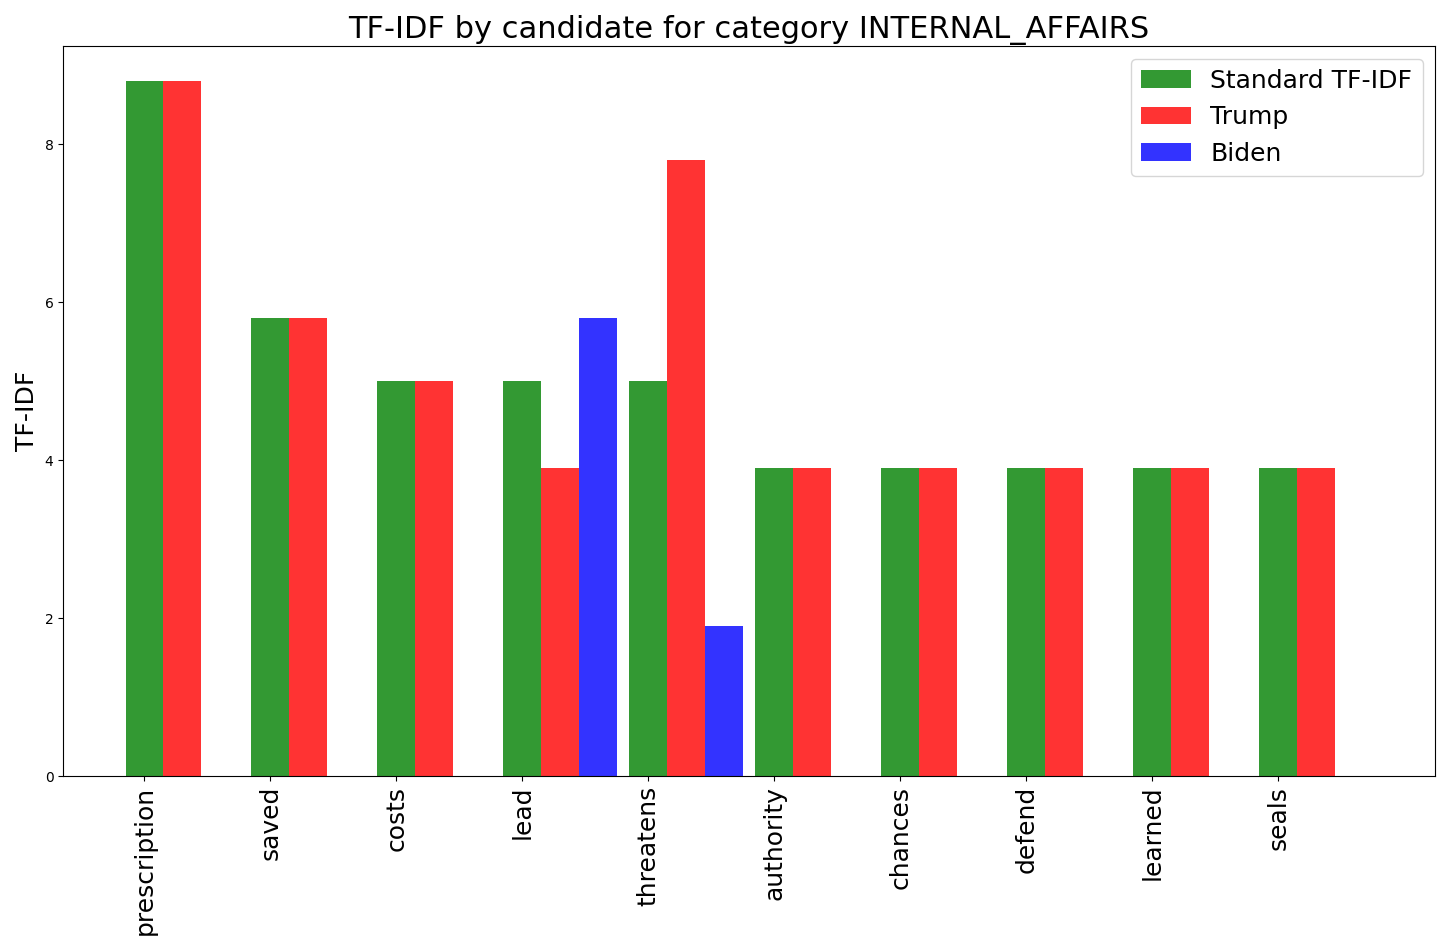 TF-IDF by candidate for category INTERNAL_AFFAIRS
Standard TF-IDF
Trump
Biden
TF-IDF
8
6
4
2
0
prescription
saved
costs
lead
threatens
authority
chances
defend
learned
seals